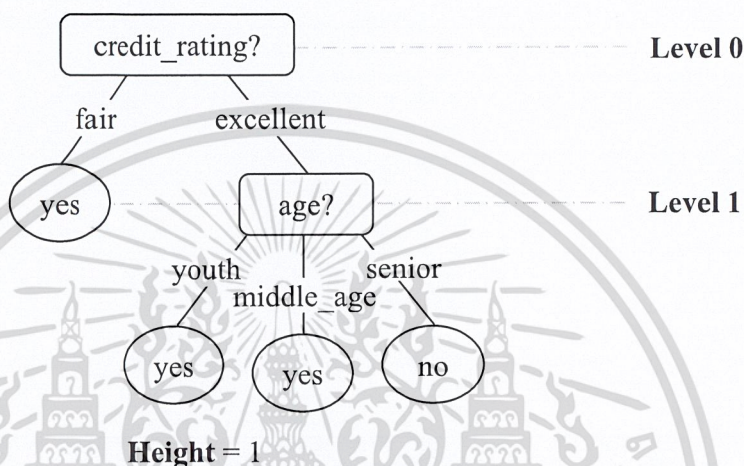 credit_rating?
Level 0
fair
excellent
yes
age?
Level 1
youth
senior
middle_age
yes
yes
no
Height = 1